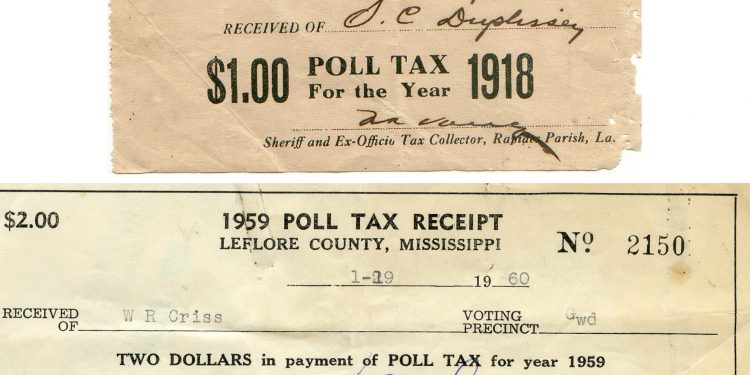 RECEIVED OF J. C. Duplissey
$1.00 POLL TAX For the Year 1918
Sheriff and Ex-Officio Tax Collector, Rapides Parish, La.
$2.00 1959 POLL TAX RECEIPT
LEFLORE COUNTY, MISSISSIPPI Nº 2150
1-29 19 60
RECEIVED OF W R Criss VOTING PRECINCT Gwd
TWO DOLLARS in payment of POLL TAX for year 1959